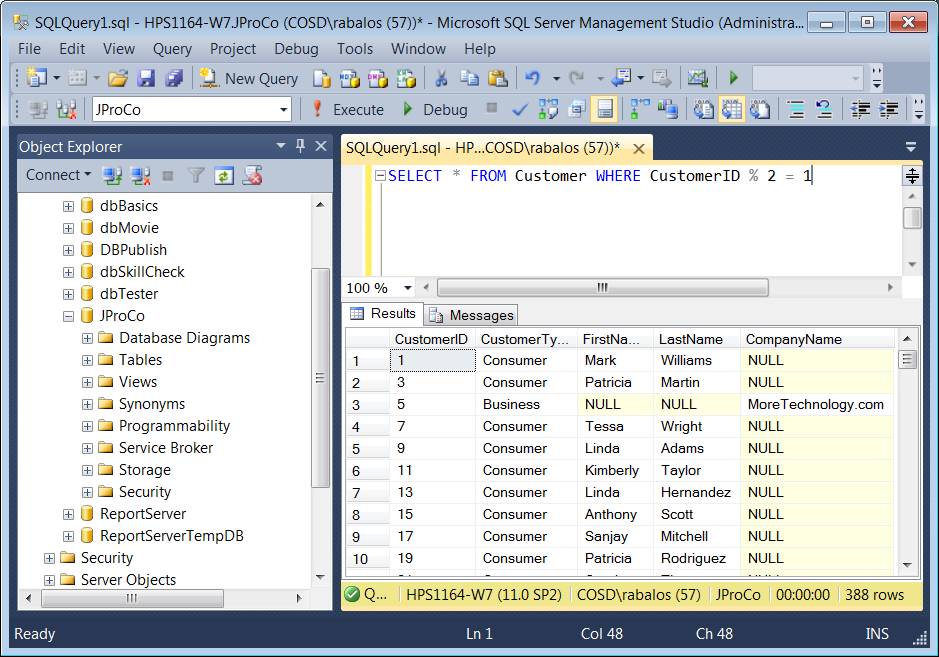 SQLQuery1.sql - HPS1164-W7.JProCo (COSD\rabalos (57))* - Microsoft SQL Server Management Studio (Administra...
File Edit View Query Project Debug Tools Window Help
New Query
JProCo Execute Debug
Object Explorer
Connect
dbBasics
dbMovie
DBPublish
dbSkillCheck
dbTester
JProCo
Database Diagrams
Tables
Views
Synonyms
Programmability
Service Broker
Storage
Security
ReportServer
ReportServerTempDB
Security
Server Objects
SQLQuery1.sql - HP...COSD\rabalos (57))*
SELECT * FROM Customer WHERE CustomerID % 2 = 1
100 %
Results Messages
CustomerID CustomerTy... FirstNa... LastName CompanyName
1 1 Consumer Mark Williams NULL
2 3 Consumer Patricia Martin NULL
3 5 Business NULL NULL MoreTechnology.com
4 7 Consumer Tessa Wright NULL
5 9 Consumer Linda Adams NULL
6 11 Consumer Kimberly Taylor NULL
7 13 Consumer Linda Hernandez NULL
8 15 Consumer Anthony Scott NULL
9 17 Consumer Sanjay Mitchell NULL
10 19 Consumer Patricia Rodriguez NULL
Q... HPS1164-W7 (11.0 SP2) COSD\rabalos (57) JProCo 00:00:00 388 rows
Ready Ln 1 Col 48 Ch 48 INS